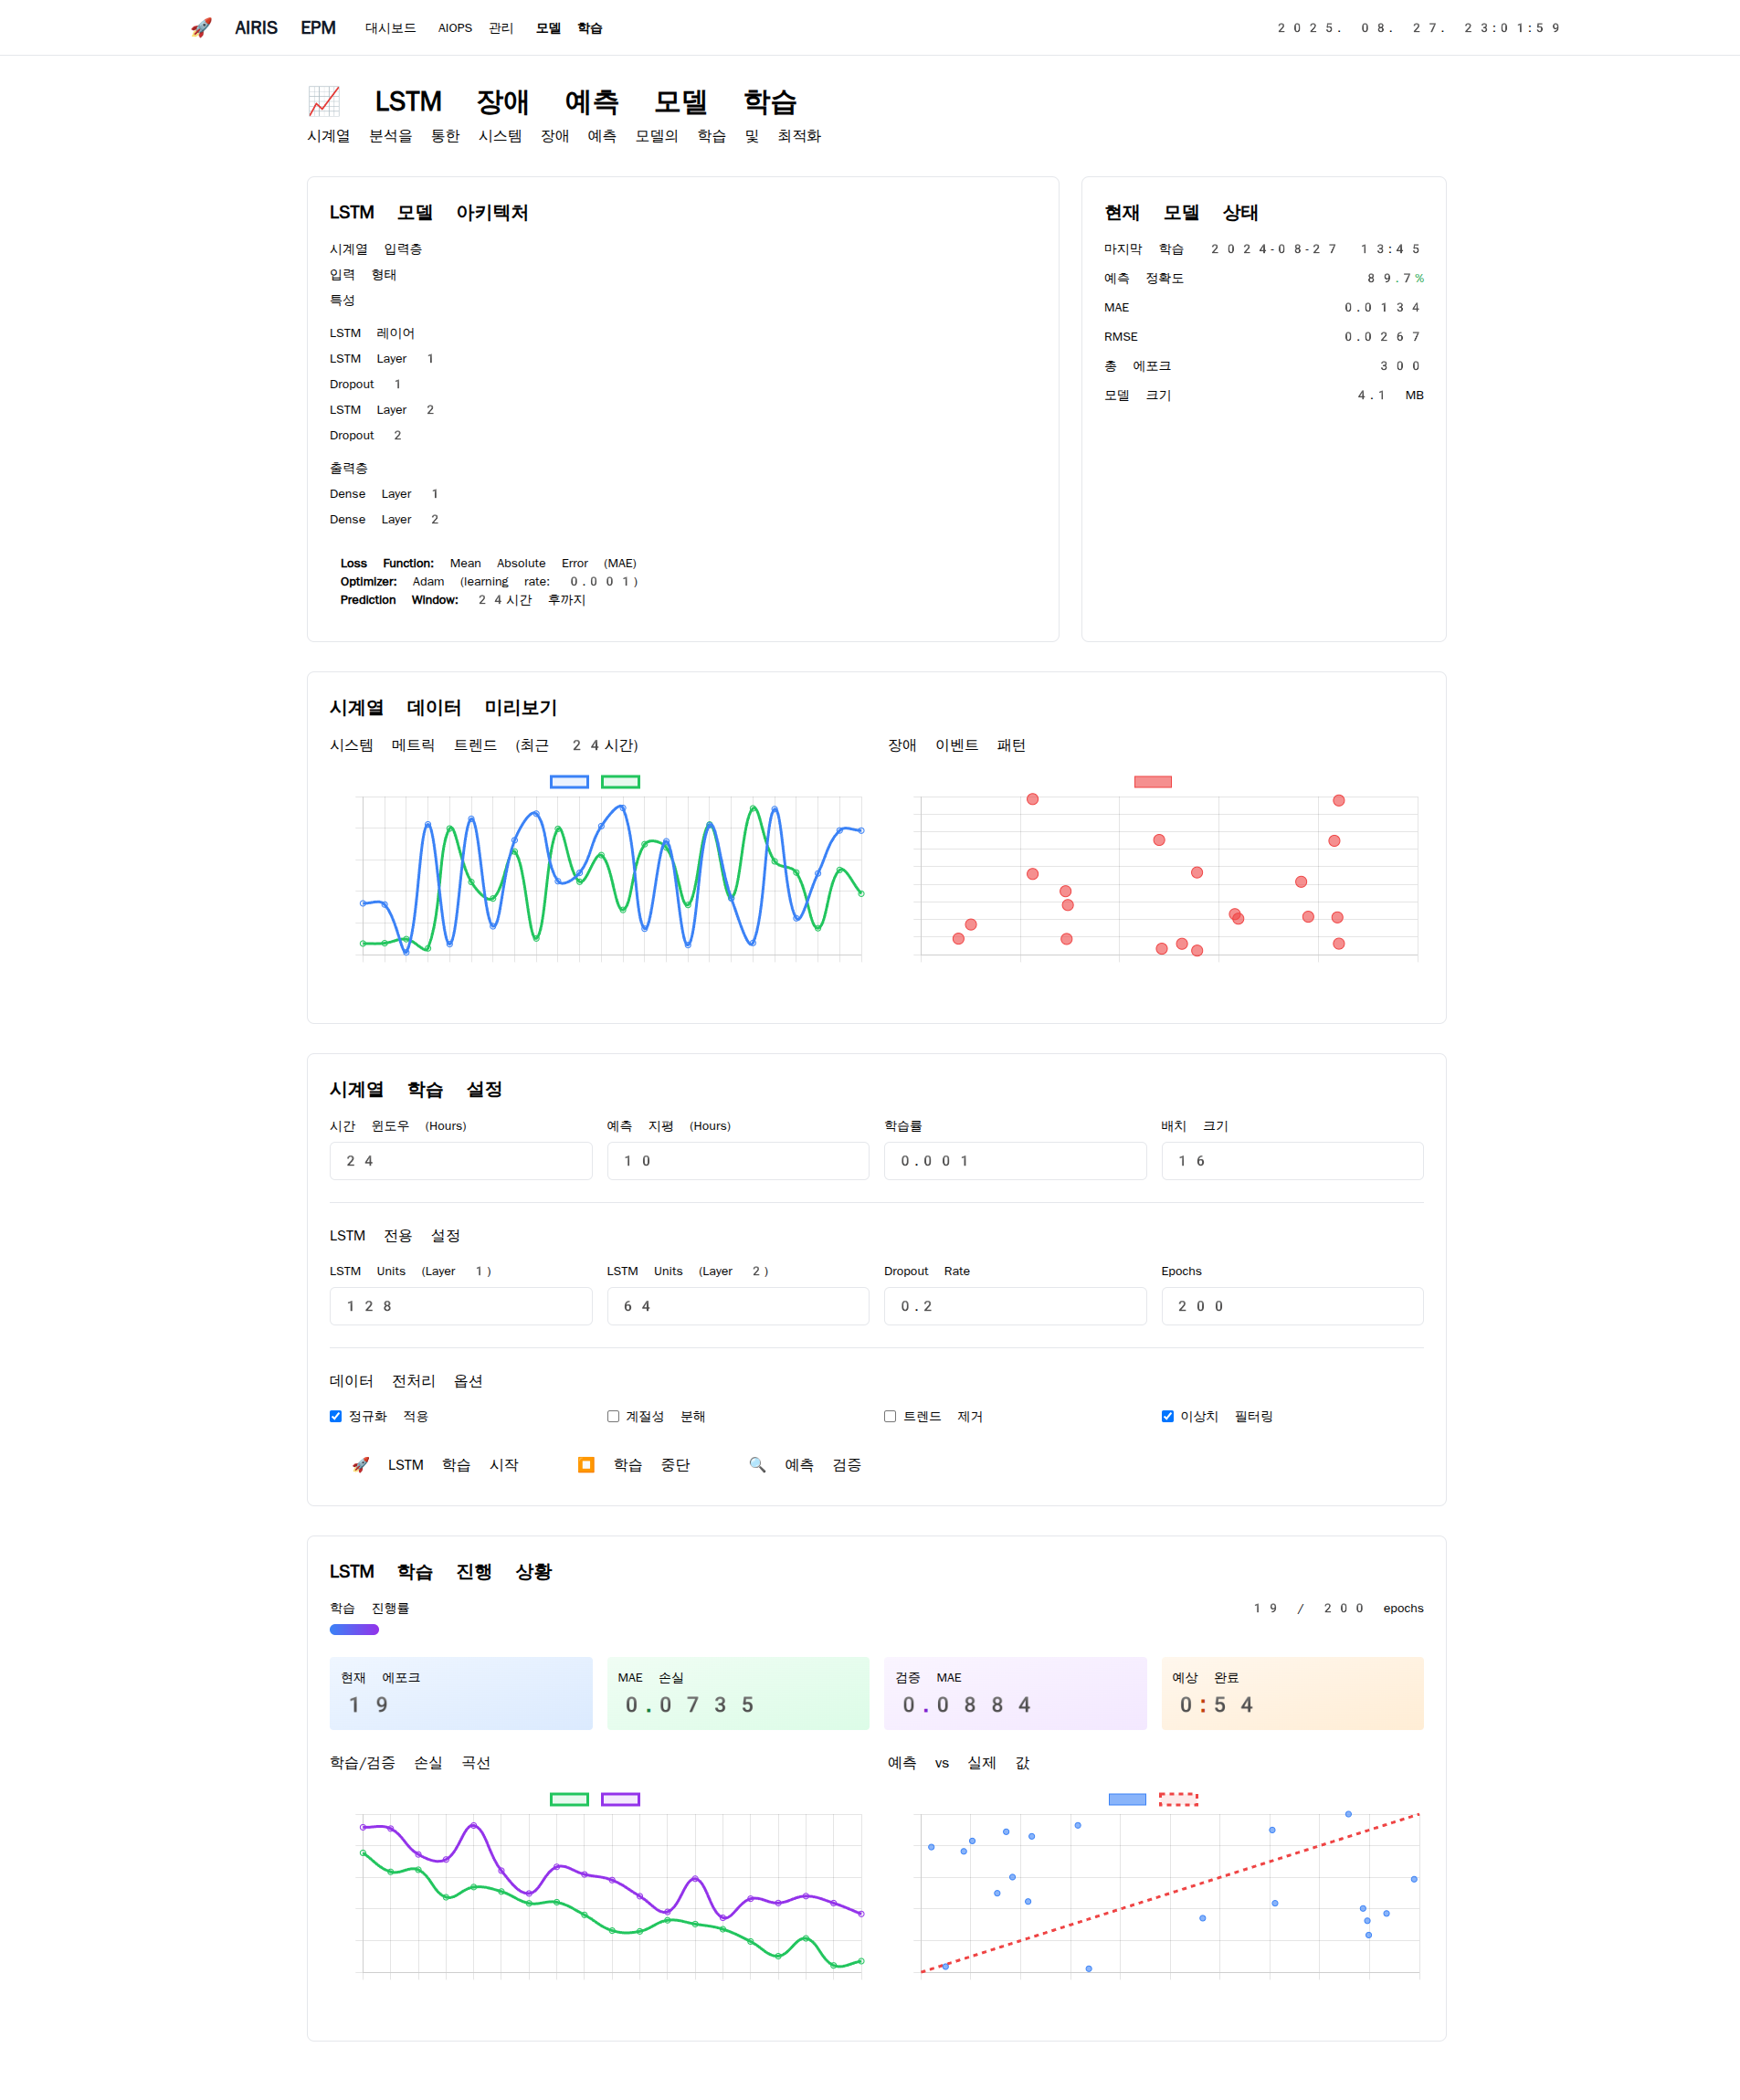 🚀 AIRIS EPM 대시보드 AIOPS 관리 모델 학습 2025. 08. 27. 23:01:59
📈 LSTM 장애 예측 모델 학습
시계열 분석을 통한 시스템 장애 예측 모델의 학습 및 최적화
LSTM 모델 아키텍처
시계열 입력층
입력 형태
특성
LSTM 레이어
LSTM Layer 1
Dropout 1
LSTM Layer 2
Dropout 2
출력층
Dense Layer 1
Dense Layer 2
Loss Function: Mean Absolute Error (MAE)
Optimizer: Adam (learning rate: 0.001)
Prediction Window: 24시간 후까지
현재 모델 상태
마지막 학습 2024-08-27 13:45
예측 정확도 89.7%
MAE 0.0134
RMSE 0.0267
총 에포크 300
모델 크기 4.1 MB
시계열 데이터 미리보기
시스템 메트릭 트렌드 (최근 24시간)
장애 이벤트 패턴
시계열 학습 설정
시간 윈도우 (Hours) 예측 지평 (Hours) 학습률 배치 크기
24 10 0.001 16
LSTM 전용 설정
LSTM Units (Layer 1) LSTM Units (Layer 2) Dropout Rate Epochs
128 64 0.2 200
데이터 전처리 옵션
정규화 적용 계절성 분해 트렌드 제거 이상치 필터링
🚀 LSTM 학습 시작 ⏹️ 학습 중단 🔍 예측 검증
LSTM 학습 진행 상황
학습 진행률 19 / 200 epochs
현재 에포크 MAE 손실 검증 MAE 예상 완료
19 0.0735 0.0884 0:54
학습/검증 손실 곡선
예측 vs 실제 값